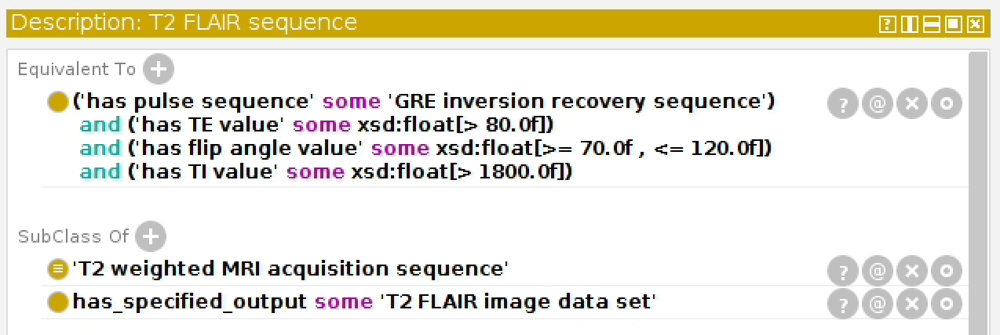 Description: T2 FLAIR sequence
Equivalent To
('has pulse sequence' some 'GRE inversion recovery sequence')
and ('has TE value' some xsd:float[> 80.0f])
and ('has flip angle value' some xsd:float[>= 70.0f , <= 120.0f])
and ('has TI value' some xsd:float[> 1800.0f])
SubClass Of
'T2 weighted MRI acquisition sequence'
has_specified_output some 'T2 FLAIR image data set'